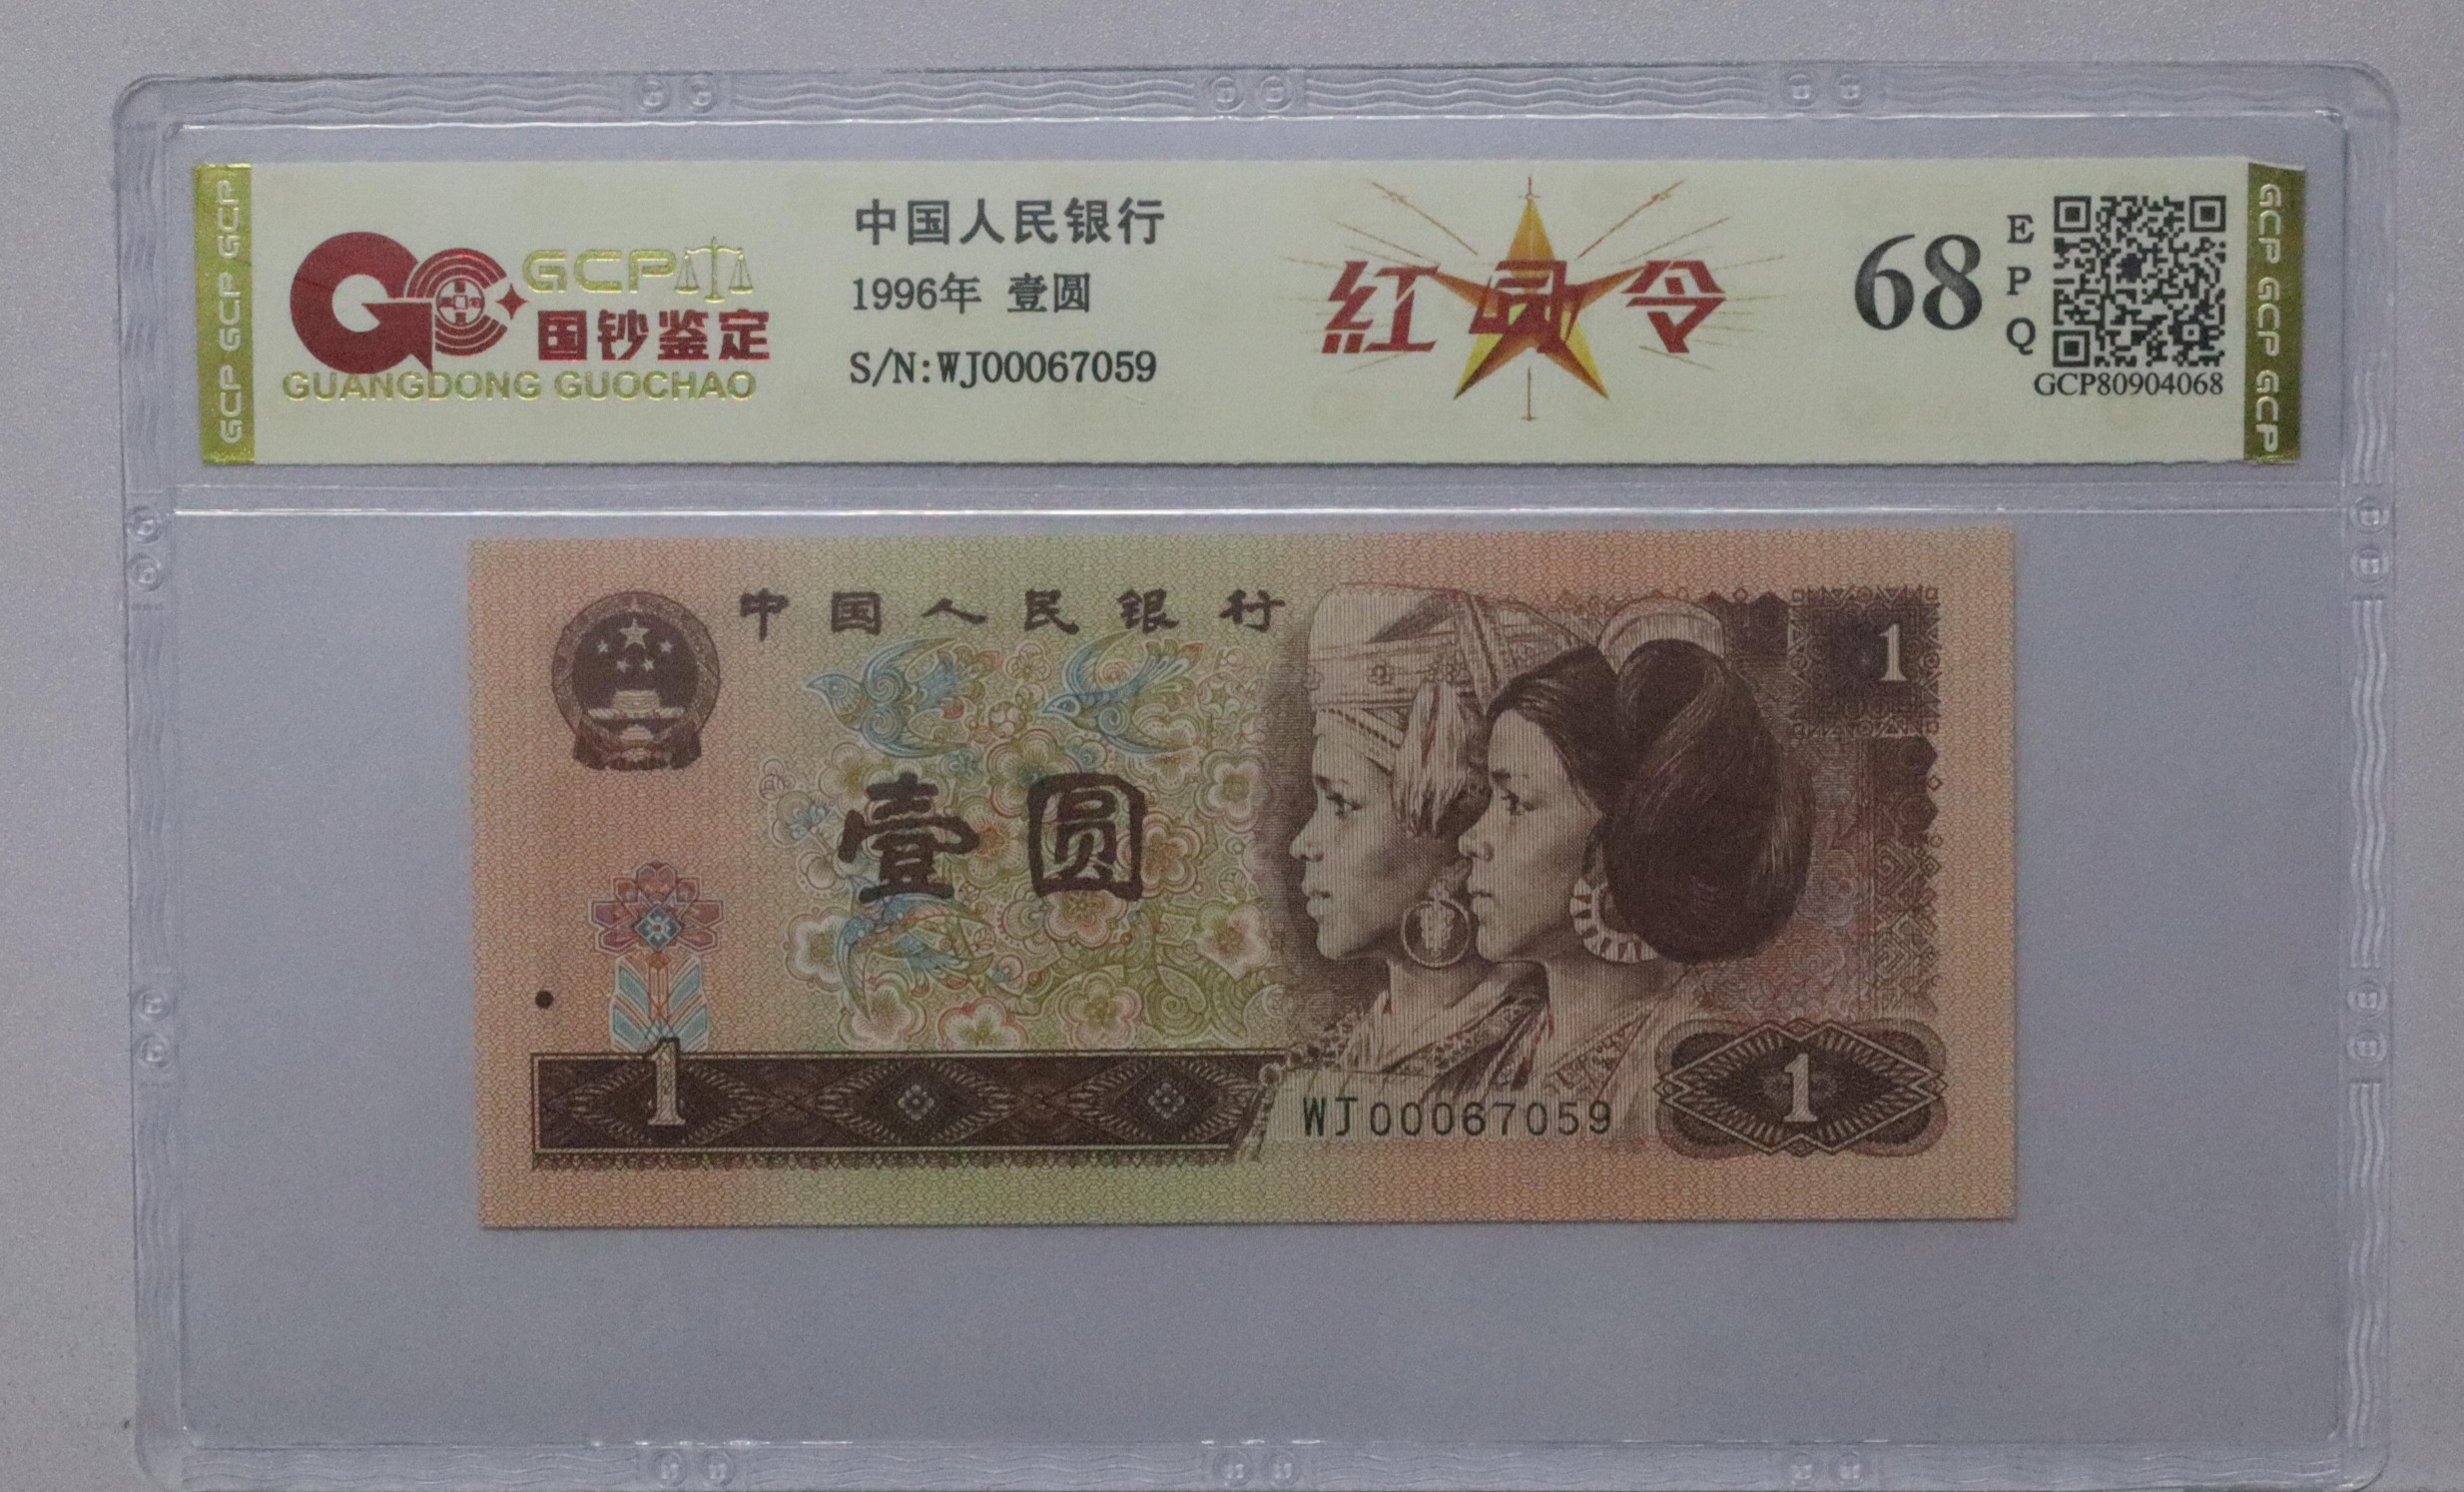 GCP GCP GCP
GCP
国钞鉴定
GUANGDONG GUOCHAO
中国人民银行
1996年 壹圆
S/N:WJ00067059
紅
令
68
E
P
Q
GCP80904068
GCP GCP GCP
中国人民银行
1
壹圆
1
WJ00067059
1